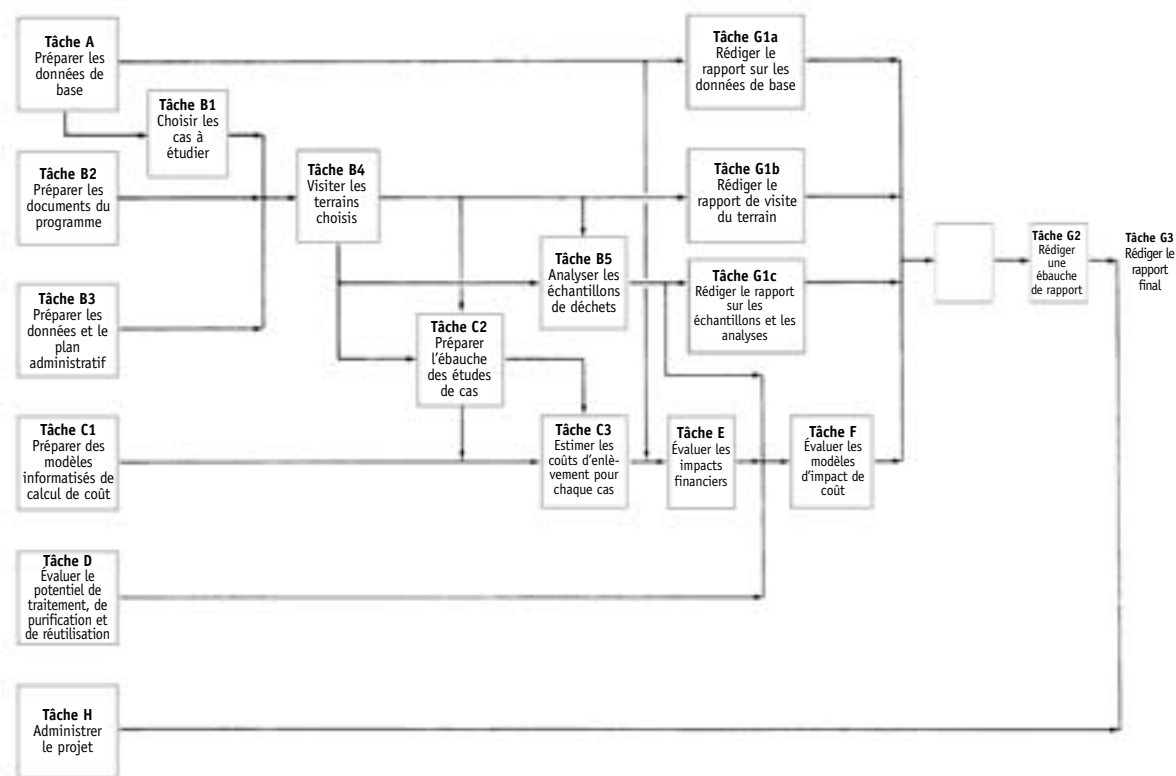 Tâche A
Préparer les
données de
base
Tâche B1
Choisir les
cas à
étudier
Tâche B2
Préparer les
documents du
programme
Tâche B3
Préparer les
données et le
plan
administratif
Tâche B4
Visiter les
terrains
choisis
Tâche B5
Analyser les
échantillons
de déchets
Tâche C1
Préparer des
modèles
informatisés de
calcul de coût
Tâche C2
Préparer
l'ébauche
des études
de cas
Tâche C3
Estimer les
coûts d'enlè-
vement pour
chaque cas
Tâche D
Évaluer le
potentiel de
traitement, de
purification et
de réutilisation
Tâche E
Évaluer les
impacts
financiers
Tâche F
Évaluer les
modèles
d'impact de
coût
Tâche G1a
Rédiger le
rapport sur les
données de base
Tâche G1b
Rédiger le
rapport de visite
du terrain
Tâche G1c
Rédiger le rapport
sur les
échantillons et les
analyses
Tâche G2
Rédiger
une
ébauche
de rapport
Tâche G3
Rédiger le
rapport
final
Tâche H
Administrer
le projet